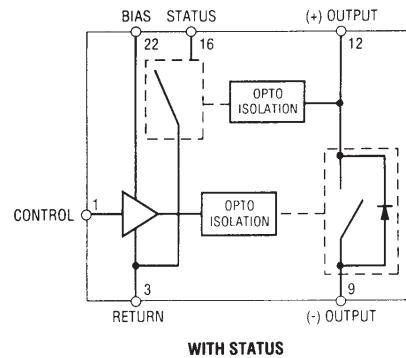 BIAS STATUS (+) OUTPUT
22 16 12
OPTO
ISOLATION
CONTROL 1
OPTO
ISOLATION
3 9
RETURN (-) OUTPUT
WITH STATUS